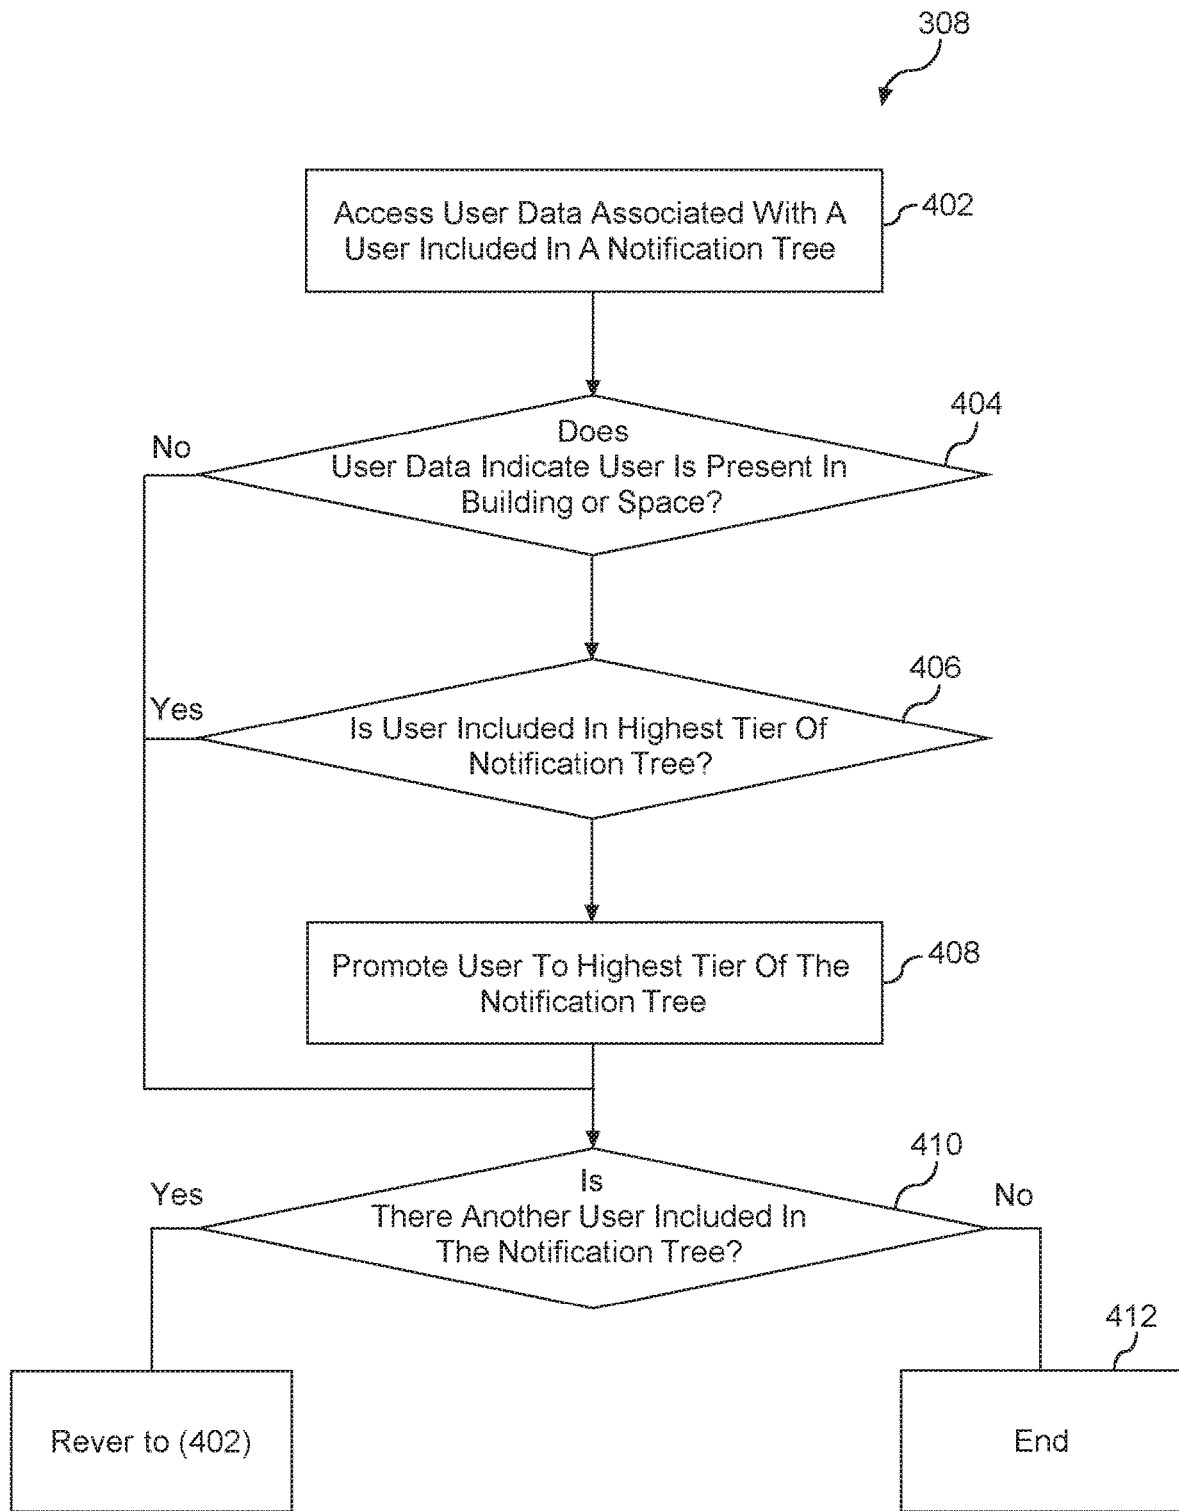 308
Access User Data Associated With A
User Included In A Notification Tree
402
404
No
Does
User Data Indicate User Is Present In
Building or Space?
406
Yes
Is User Included In Highest Tier Of
Notification Tree?
408
Promote User To Highest Tier Of The
Notification Tree
410
Yes
Is
There Another User Included In
The Notification Tree?
No
412
Rever to (402)
End